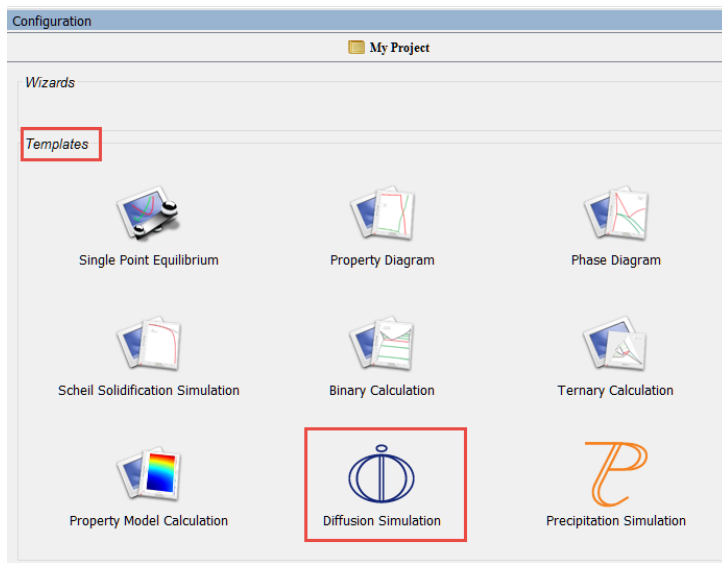 Configuration
My Project
Wizards
Templates
Single Point Equilibrium
Property Diagram
Phase Diagram
Scheil Solidification Simulation
Binary Calculation
Ternary Calculation
Property Model Calculation
Diffusion Simulation
Precipitation Simulation